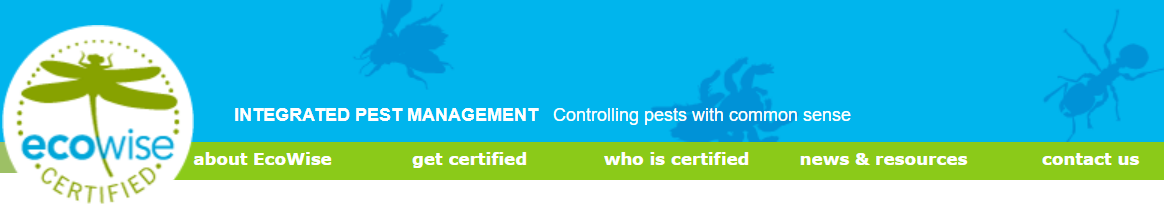 INTEGRATED PEST MANAGEMENT Controlling pests with common sense
ecowise
CERTIFIED
about EcoWise get certified who is certified news & resources contact us